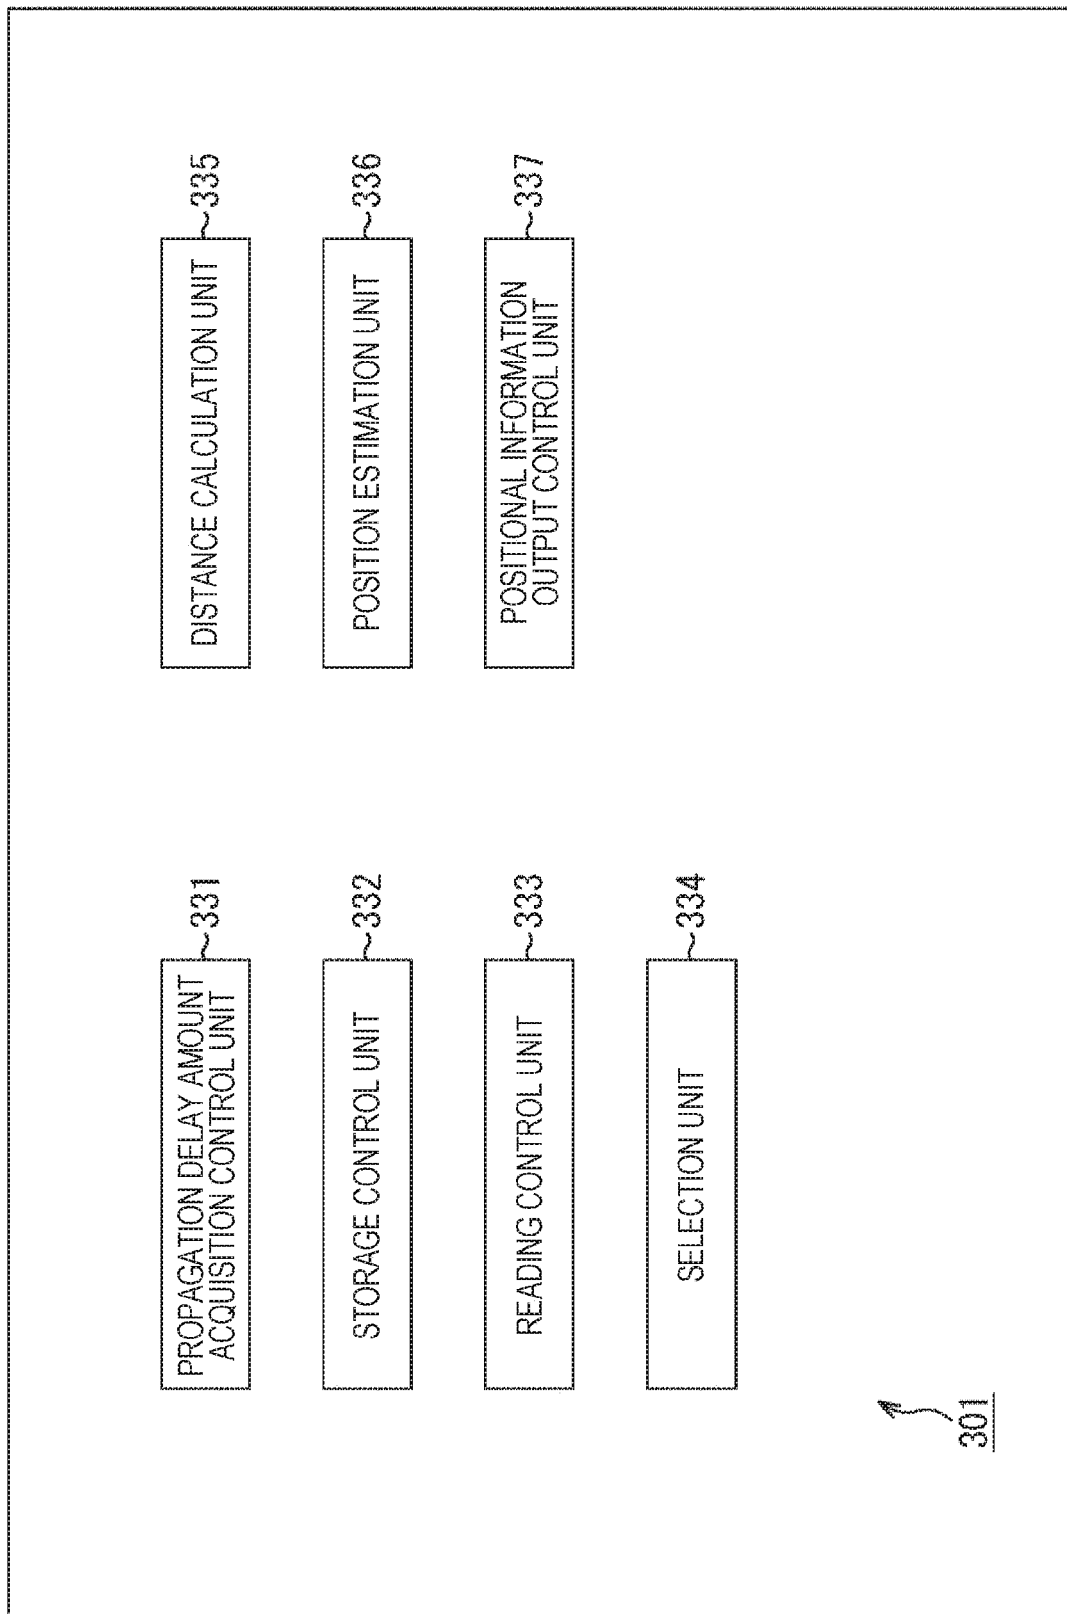 PROPAGATION DELAY AMOUNT
ACQUISITION CONTROL UNIT
331
STORAGE CONTROL UNIT
332
READING CONTROL UNIT
333
SELECTION UNIT
334
DISTANCE CALCULATION UNIT
335
POSITION ESTIMATION UNIT
336
POSITIONAL INFORMATION
OUTPUT CONTROL UNIT
337
301